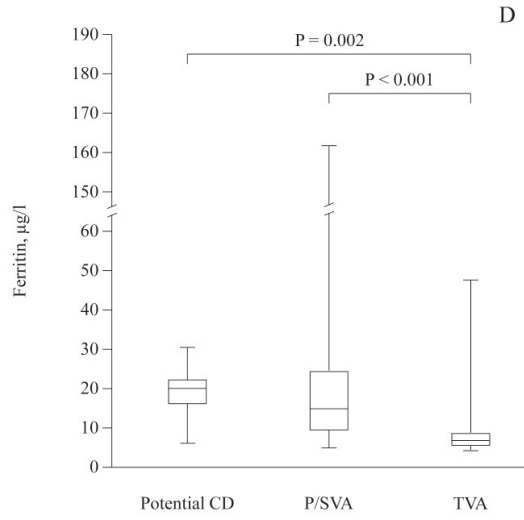 D
P = 0.002
P < 0.001
Ferritin, µg/l
190
180
170
160
150
60
50
40
30
20
10
0
Potential CD P/SVA TVA